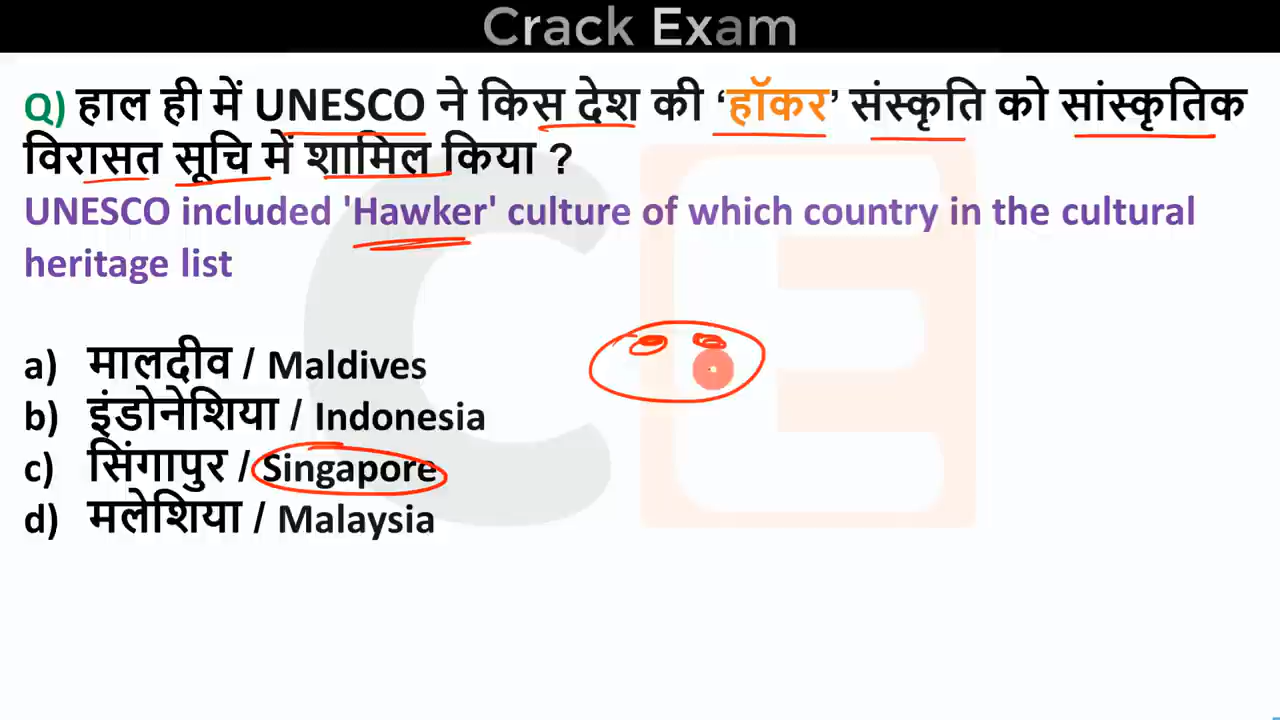 Crack Exam
Q) हाल ही में UNESCO ने किस देश की ‘हॉकर’ संस्कृति को सांस्कृतिक
विरासत सूचि में शामिल किया ?
UNESCO included 'Hawker' culture of which country in the cultural
heritage list
a) मालदीव / Maldives
b) इंडोनेशिया / Indonesia
c) सिंगापुर / Singapore
d) मलेशिया / Malaysia
CE